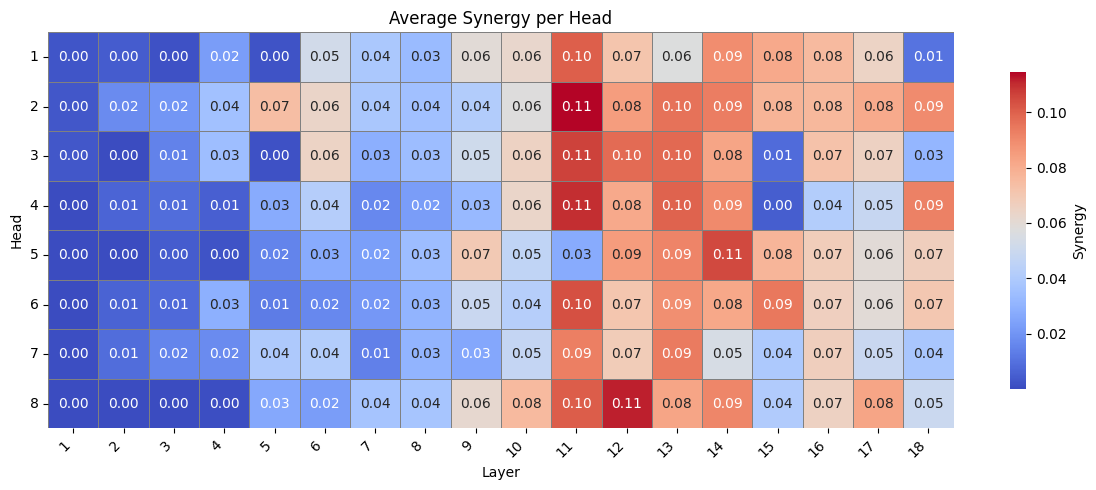 Average Synergy per Head
1 0.00 0.00 0.00 0.02 0.00 0.05 0.04 0.03 0.06 0.06 0.10 0.07 0.06 0.09 0.08 0.08 0.06 0.01
2 0.00 0.02 0.02 0.04 0.07 0.06 0.04 0.04 0.04 0.06 0.11 0.08 0.10 0.09 0.08 0.08 0.08 0.09
3 0.00 0.00 0.01 0.03 0.00 0.06 0.03 0.03 0.05 0.06 0.11 0.10 0.10 0.08 0.01 0.07 0.07 0.03
4 0.00 0.01 0.01 0.01 0.03 0.04 0.02 0.02 0.03 0.06 0.11 0.08 0.10 0.09 0.00 0.04 0.05 0.09
5 0.00 0.00 0.00 0.00 0.02 0.03 0.02 0.03 0.07 0.05 0.03 0.09 0.09 0.11 0.08 0.07 0.06 0.07
6 0.00 0.01 0.01 0.03 0.01 0.02 0.02 0.03 0.05 0.04 0.10 0.07 0.09 0.08 0.09 0.07 0.06 0.07
7 0.00 0.01 0.02 0.02 0.04 0.04 0.01 0.03 0.03 0.05 0.09 0.07 0.09 0.05 0.04 0.07 0.05 0.04
8 0.00 0.00 0.00 0.00 0.03 0.02 0.04 0.04 0.06 0.08 0.10 0.11 0.08 0.09 0.04 0.07 0.08 0.05
1 2 3 4 5 6 7 8 9 10 11 12 13 14 15 16 17 18
Layer
Head
0.10
0.08
0.06
0.04
0.02
Synergy